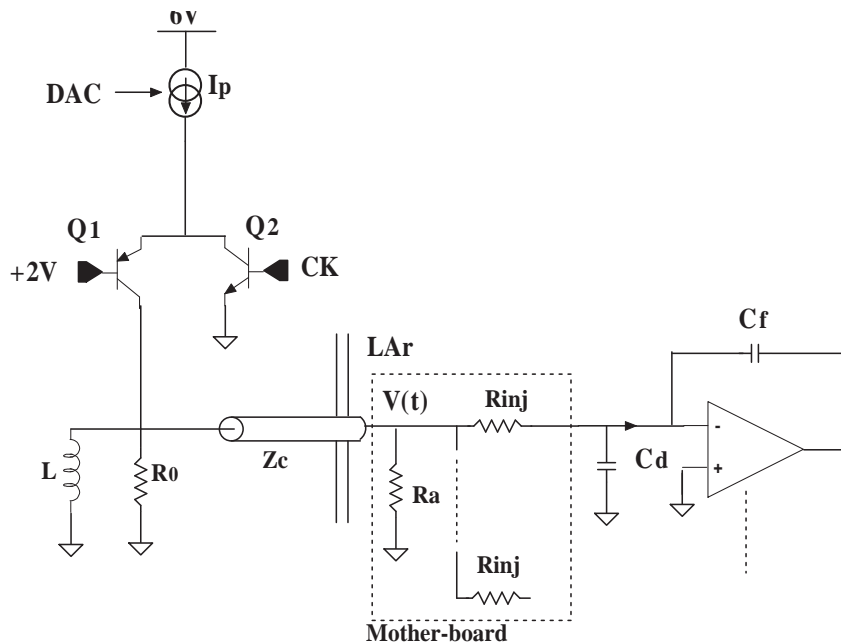 6V
DAC
Ip
Q1
Q2
+2V
CK
LAr
Cf
V(t)
Rinj
-
L
R0
Zc
Ra
Cd
+
Rinj
Mother-board